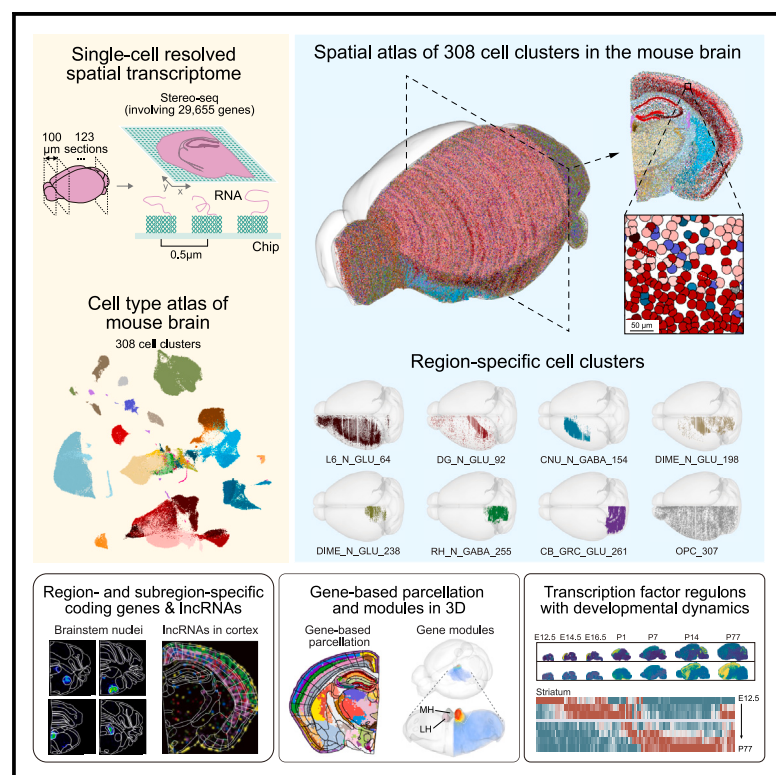 Single-cell resolved
spatial transcriptome
Stereo-seq
(involving 29,655 genes)
100
µm
123
sections
...
y
x
RNA
Chip
0.5µm
Cell type atlas of
mouse brain
308 cell clusters
Spatial atlas of 308 cell clusters in the mouse brain
50 µm
Region-specific cell clusters
L6_N_GLU_64
DG_N_GLU_92
CNU_N_GABA_154
DIME_N_GLU_198
DIME_N_GLU_238
RH_N_GABA_255
CB_GRC_GLU_261
OPC_307
Region- and subregion-specific
coding genes & lncRNAs
Brainstem nuclei
lncRNAs in cortex
Gene-based parcellation
and modules in 3D
Gene-based
parcellation
Gene modules
MH
LH
Transcription factor regulons
with developmental dynamics
E12.5 E14.5 E16.5 P1 P7 P14 P77
Striatum
E12.5
P77